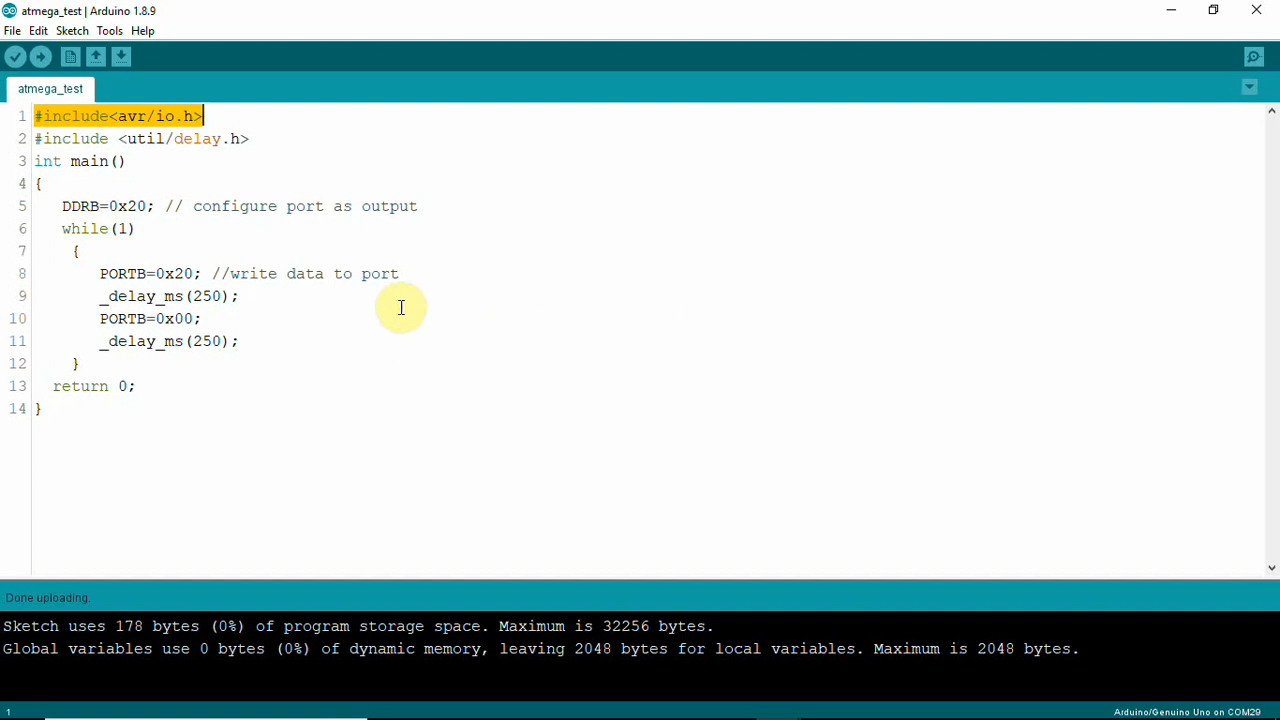 atmega_test | Arduino 1.8.9
File Edit Sketch Tools Help
atmega_test
1 #include<avr/io.h>
2 #include <util/delay.h>
3 int main()
4 {
5 DDRB=0x20; // configure port as output
6 while(1)
7 {
8 PORTB=0x20; //write data to port
9 _delay_ms(250);
10 PORTB=0x00;
11 _delay_ms(250);
12 }
13 return 0;
14 }
Done uploading.
Sketch uses 178 bytes (0%) of program storage space. Maximum is 32256 bytes.
Global variables use 0 bytes (0%) of dynamic memory, leaving 2048 bytes for local variables. Maximum is 2048 bytes.
1 Arduino/Genuino Uno on COM29